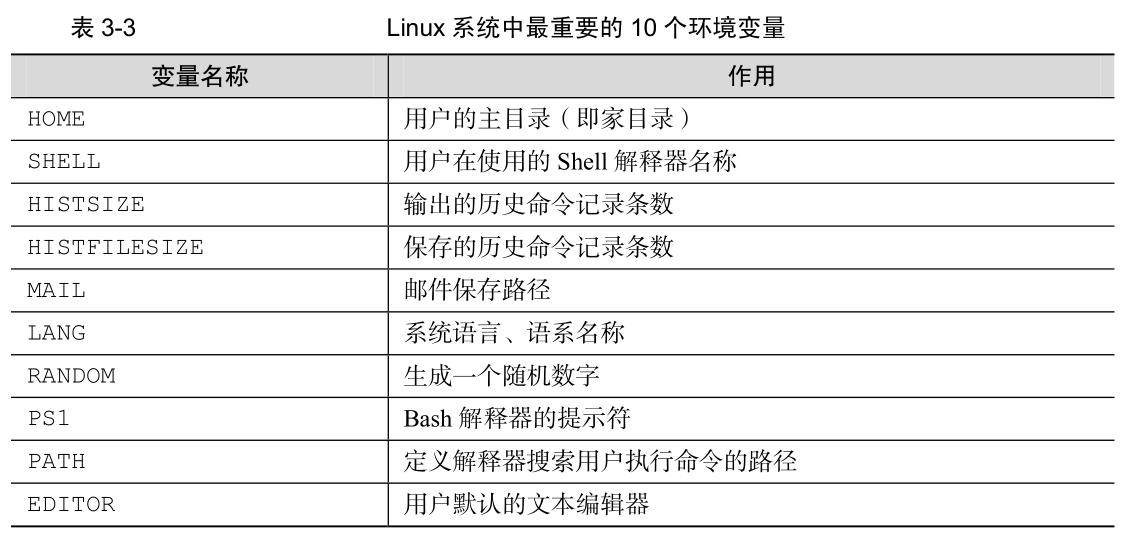 表 3-3 Linux 系统中最重要的 10 个环境变量
变量名称 作用
HOME 用户的主目录（即家目录）
SHELL 用户在使用的 Shell 解释器名称
HISTSIZE 输出的历史命令记录条数
HISTFILESIZE 保存的历史命令记录条数
MAIL 邮件保存路径
LANG 系统语言、语系名称
RANDOM 生成一个随机数字
PS1 Bash 解释器的提示符
PATH 定义解释器搜索用户执行命令的路径
EDITOR 用户默认的文本编辑器